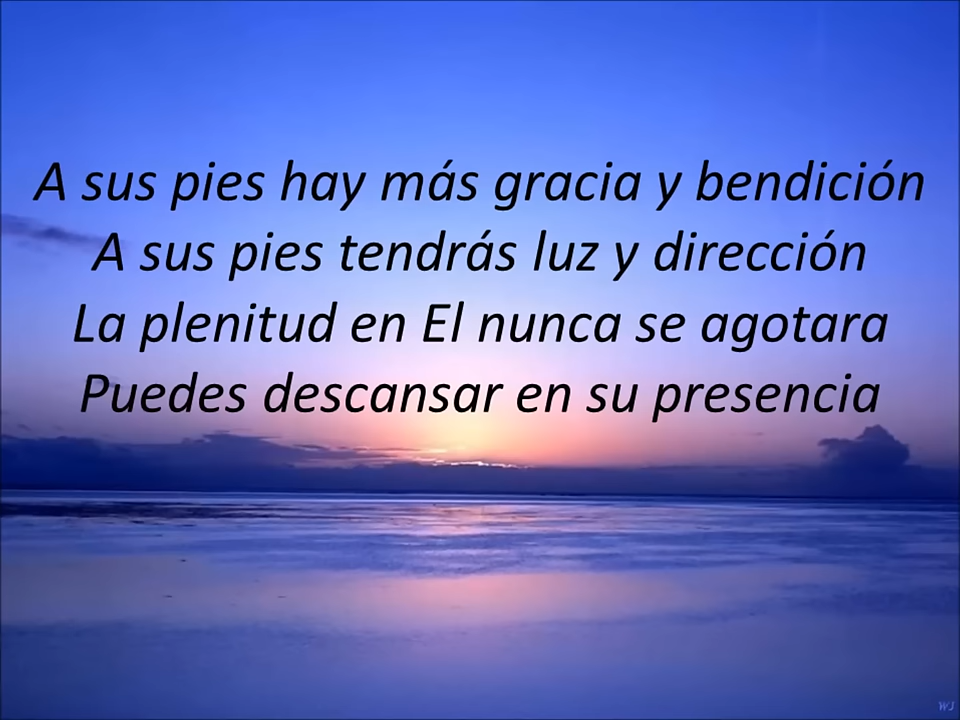 A sus pies hay más gracia y bendición
A sus pies tendrás luz y dirección
La plenitud en El nunca se agotara
Puedes descansar en su presencia
WJ